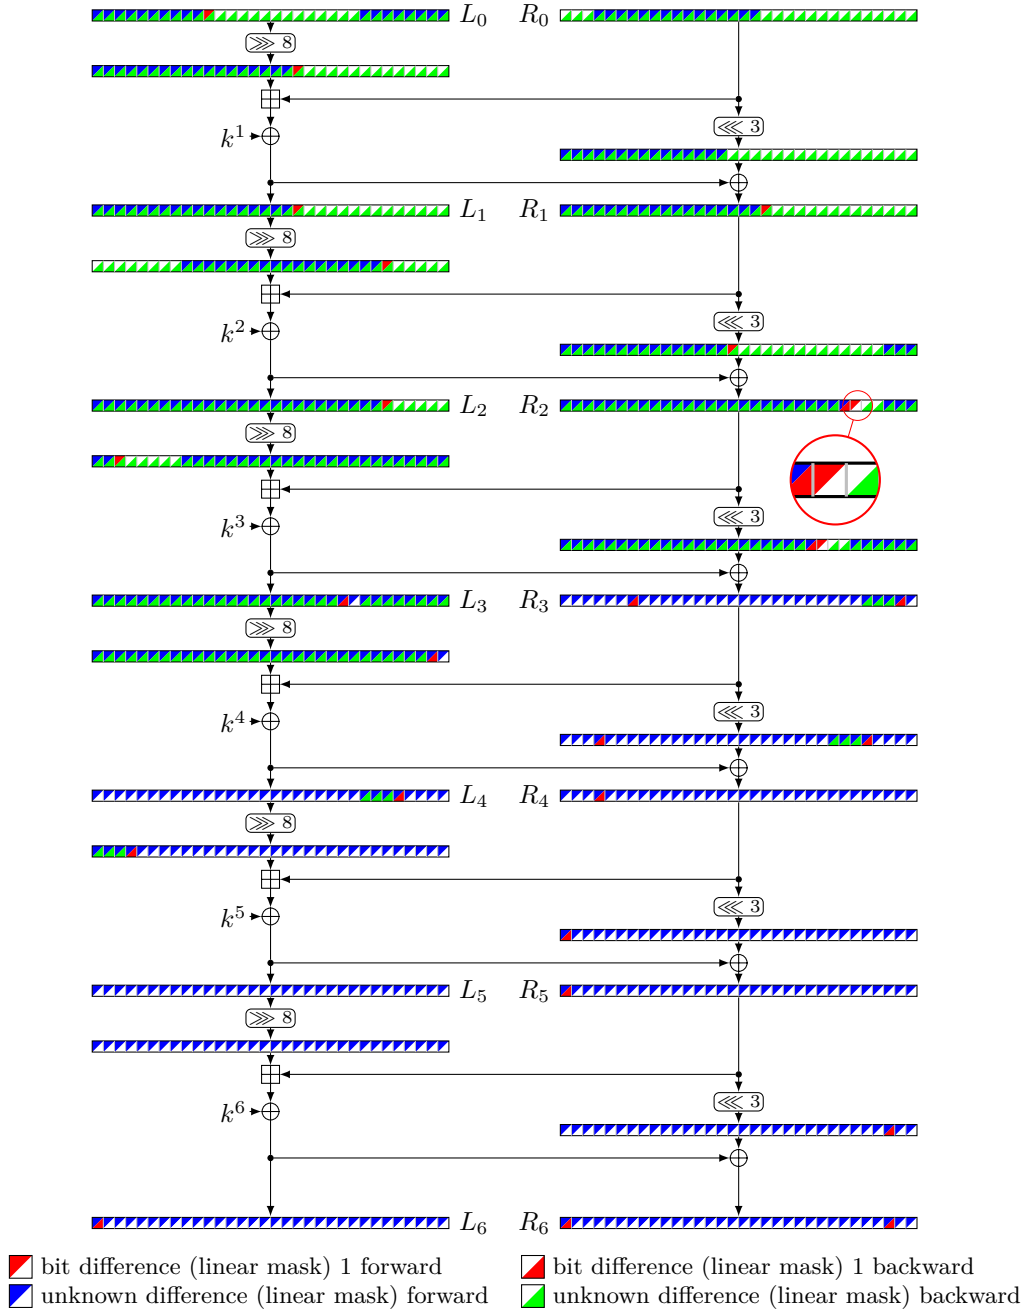 L₀ R₀
⋙ 8
k¹
⋘ 3
L₁ R₁
⋙ 8
k²
⋘ 3
L₂ R₂
⋙ 8
k³
⋘ 3
L₃ R₃
⋙ 8
k⁴
⋘ 3
L₄ R₄
⋙ 8
k⁵
⋘ 3
L₅ R₅
⋙ 8
k⁶
⋘ 3
L₆ R₆
bit difference (linear mask) 1 forward
bit difference (linear mask) 1 backward
unknown difference (linear mask) forward
unknown difference (linear mask) backward